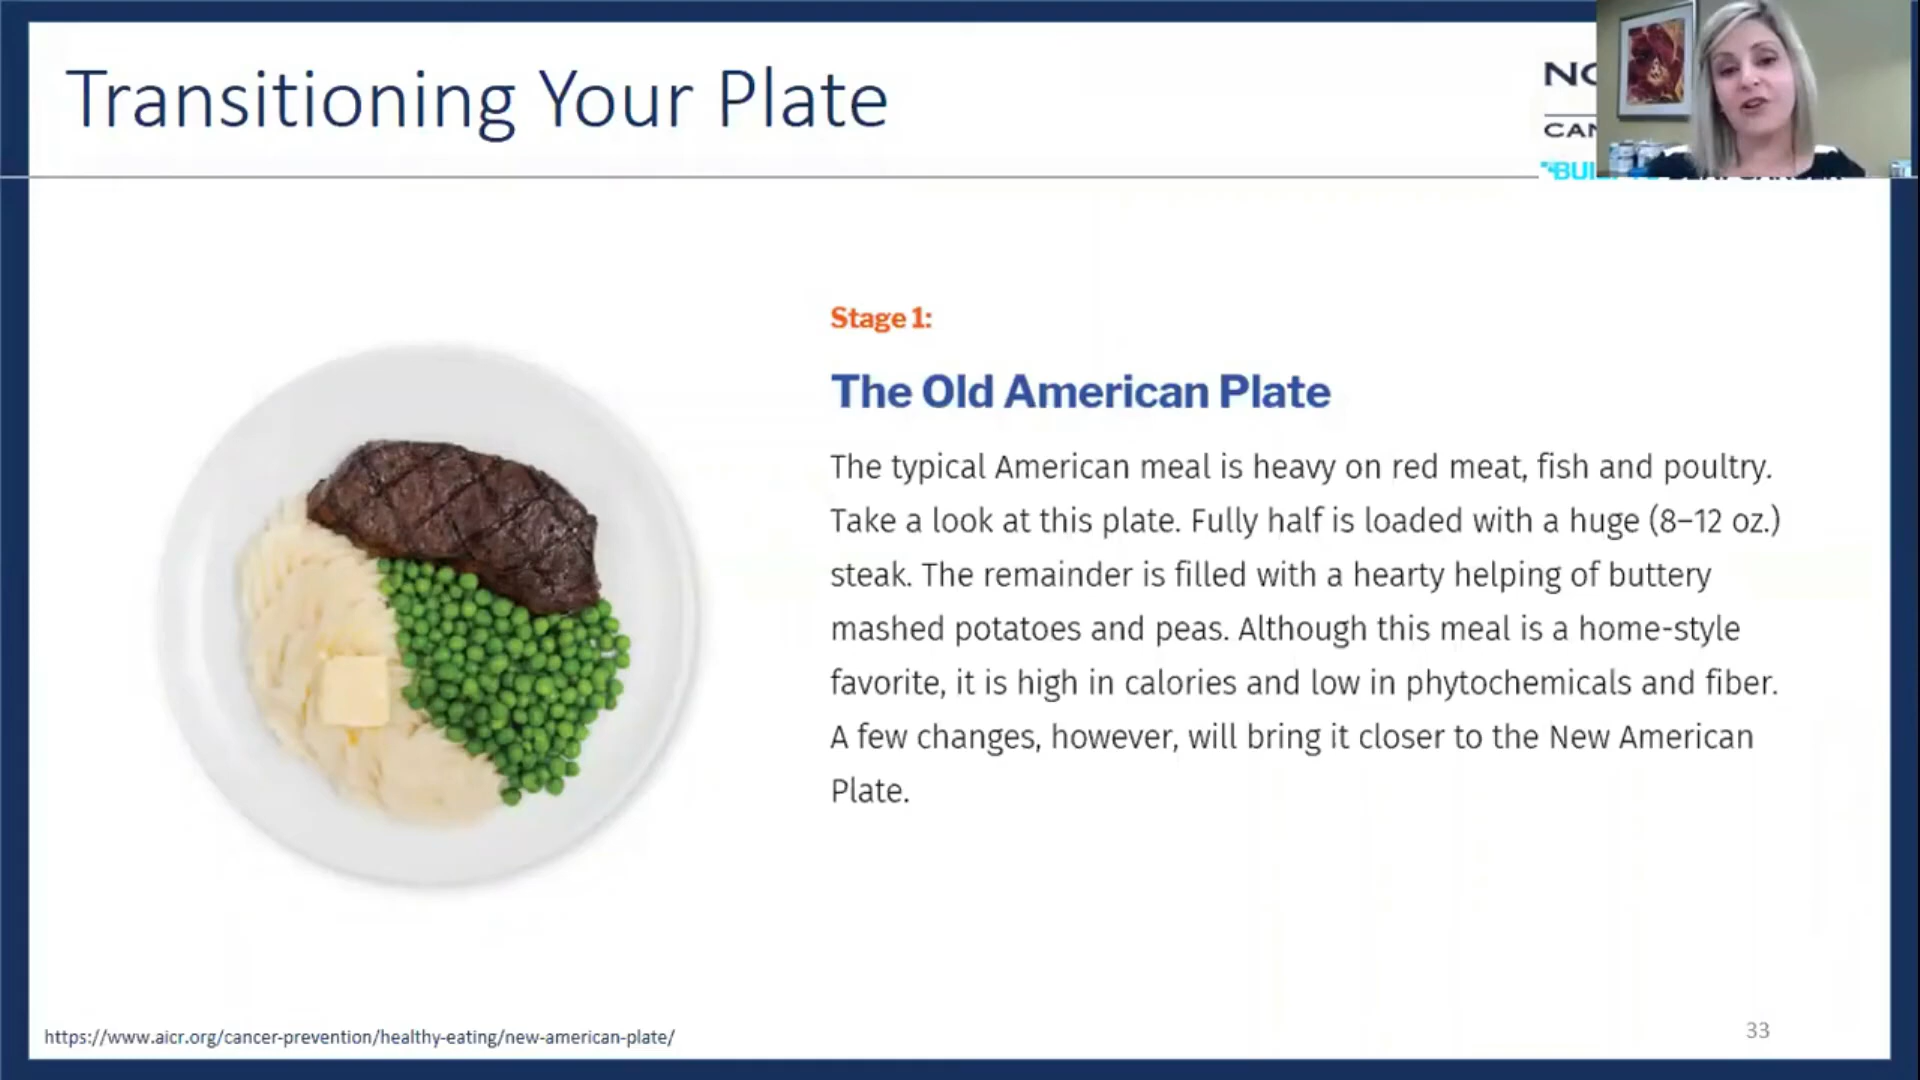 Transitioning Your Plate
Stage 1:
The Old American Plate
The typical American meal is heavy on red meat, fish and poultry.
Take a look at this plate. Fully half is loaded with a huge (8–12 oz.)
steak. The remainder is filled with a hearty helping of buttery
mashed potatoes and peas. Although this meal is a home-style
favorite, it is high in calories and low in phytochemicals and fiber.
A few changes, however, will bring it closer to the New American
Plate.
https://www.aicr.org/cancer-prevention/healthy-eating/new-american-plate/
33